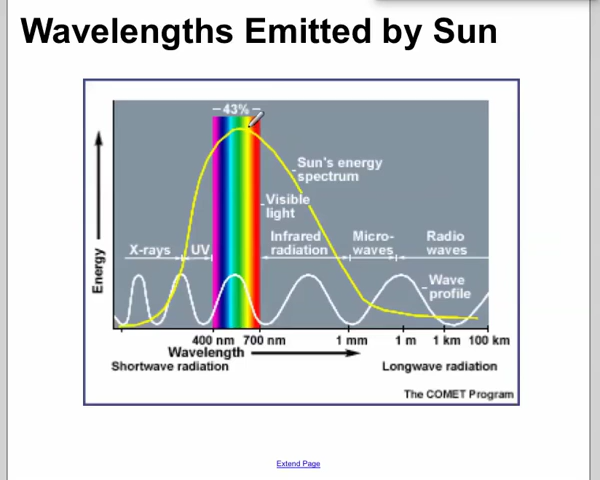 Wavelengths Emitted by Sun
43%
Sun's energy
spectrum
Visible
light
X-rays
UV
Infrared
radiation
Micro-
waves
Radio
waves
Wave
profile
Energy
400 nm 700 nm 1 mm 1 m 1 km 100 km
Wavelength
Shortwave radiation
Longwave radiation
The COMET Program
Extend Page